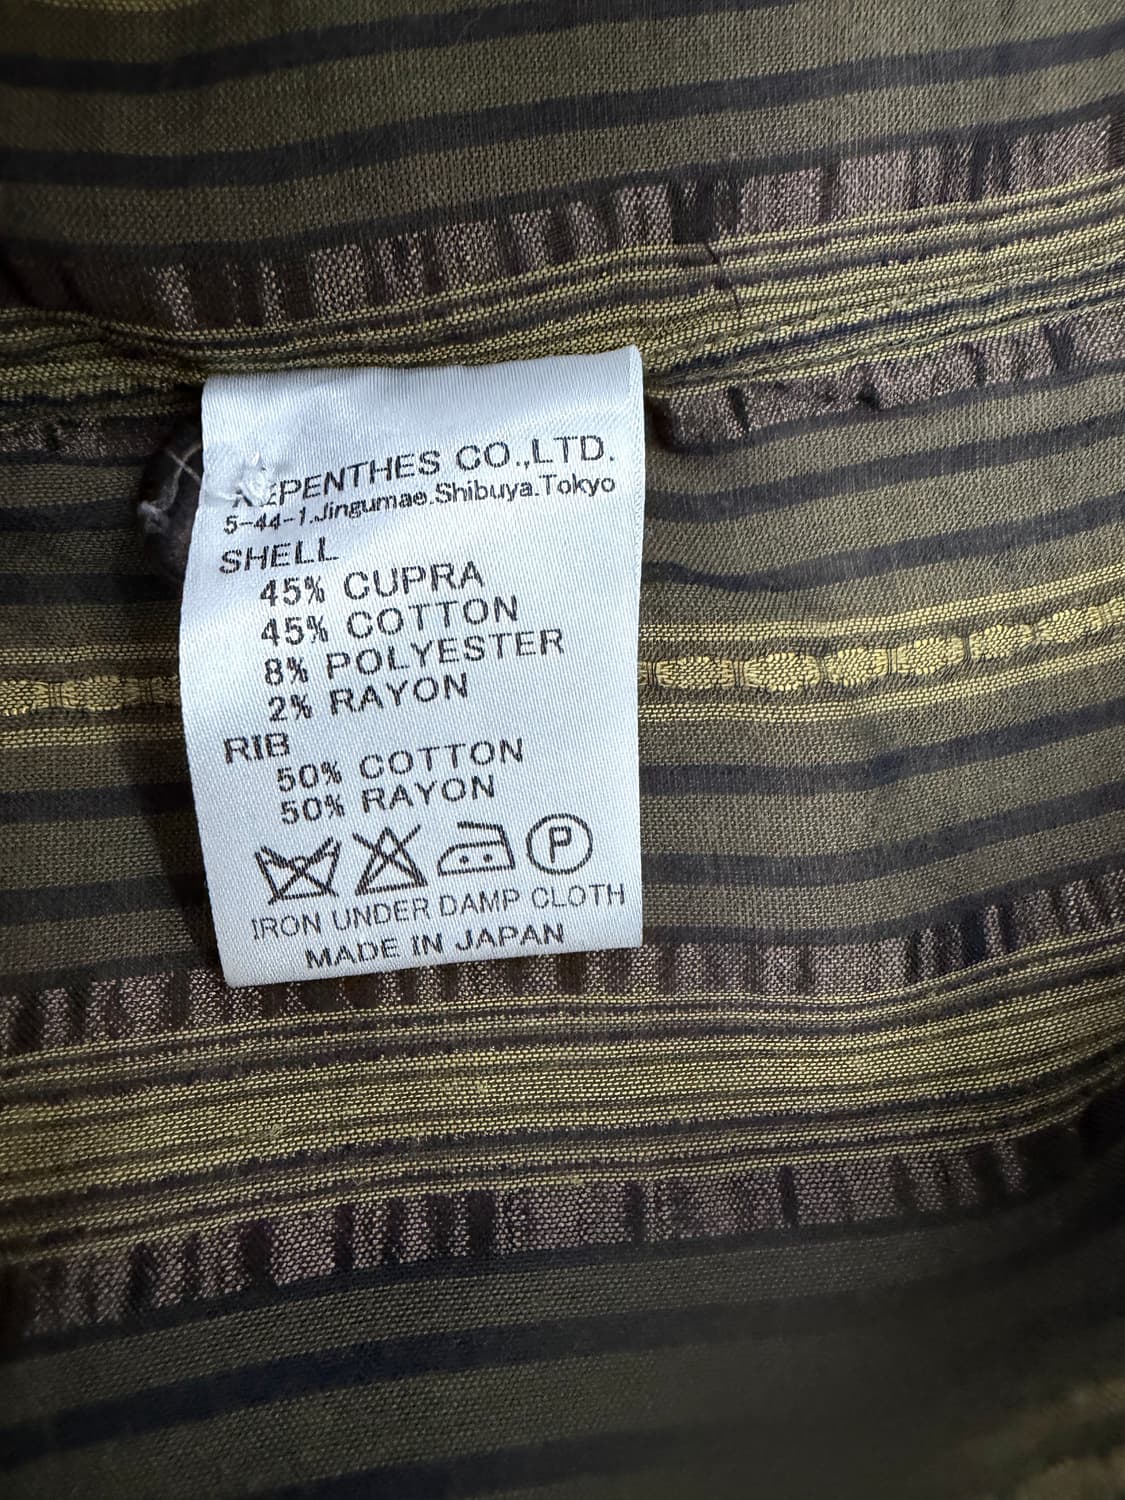 NEPENTHES CO.,LTD.
5-44-1.Jingumae.Shibuya.Tokyo
SHELL
45% CUPRA
45% COTTON
8% POLYESTER
2% RAYON
RIB
50% COTTON
50% RAYON
P
IRON UNDER DAMP CLOTH
MADE IN JAPAN